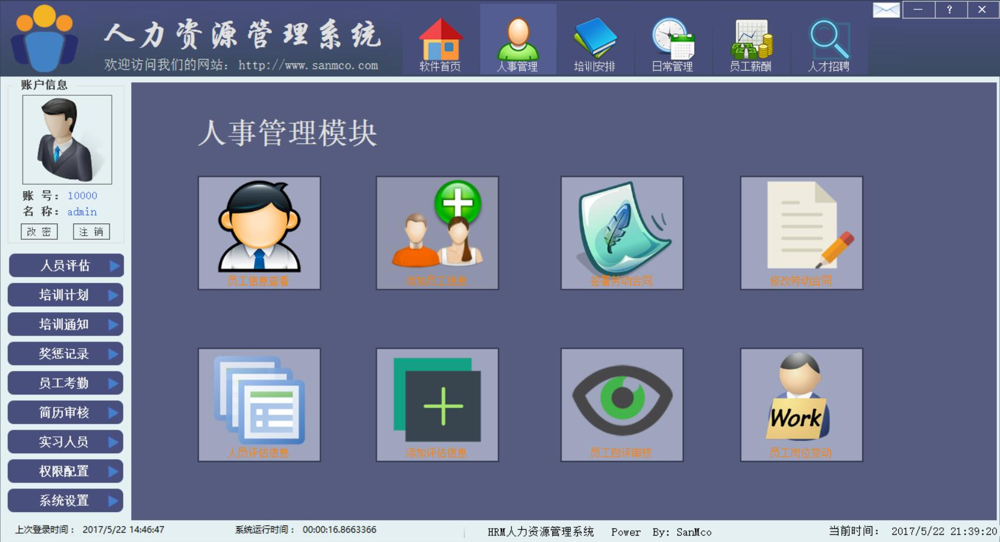 人力资源管理系统
欢迎访问我们的网站：http://www.sanmco.com
软件首页
人事管理
培训安排
日常管理
员工薪酬
人才招聘
?
账户信息
账 号：10000
名 称：admin
改 密
注 销
人员评估
培训计划
培训通知
奖惩记录
员工考勤
简历审核
实习人员
权限配置
系统设置
人事管理模块
员工信息查看
添加员工信息
签署劳动合同
修改劳动合同
人员评估信息
添加评估信息
员工自评审核
Work
员工岗位变动
上次登录时间： 2017/5/22 14:46:47
系统运行时间： 00:00:16.8663366
HRM人力资源管理系统 Power By: SanMco
当前时间： 2017/5/22 21:39:20